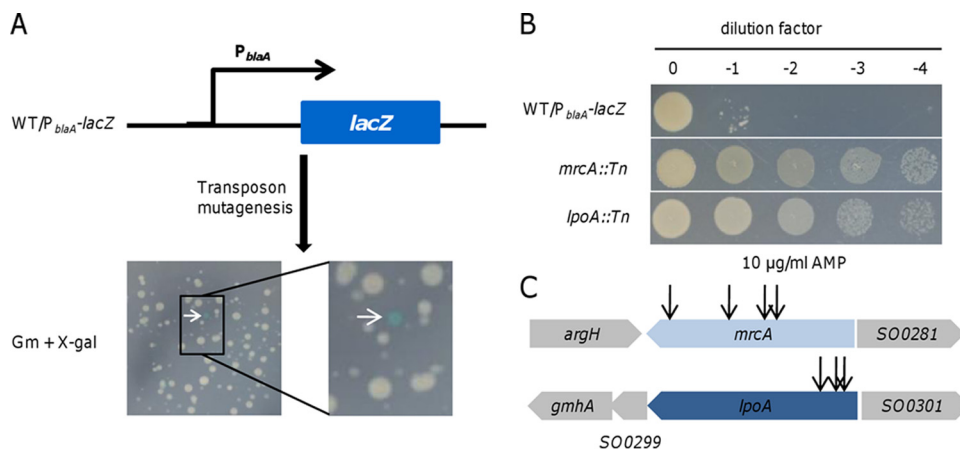 A
P blaA
WT/P blaA-lacZ
lacZ
Transposon
mutagenesis
Gm + X-gal
B
dilution factor
0 -1 -2 -3 -4
WT/P blaA-lacZ
mrcA::Tn
lpoA::Tn
10 µg/ml AMP
C
argH mrcA SO0281
gmhA lpoA SO0301
SO0299